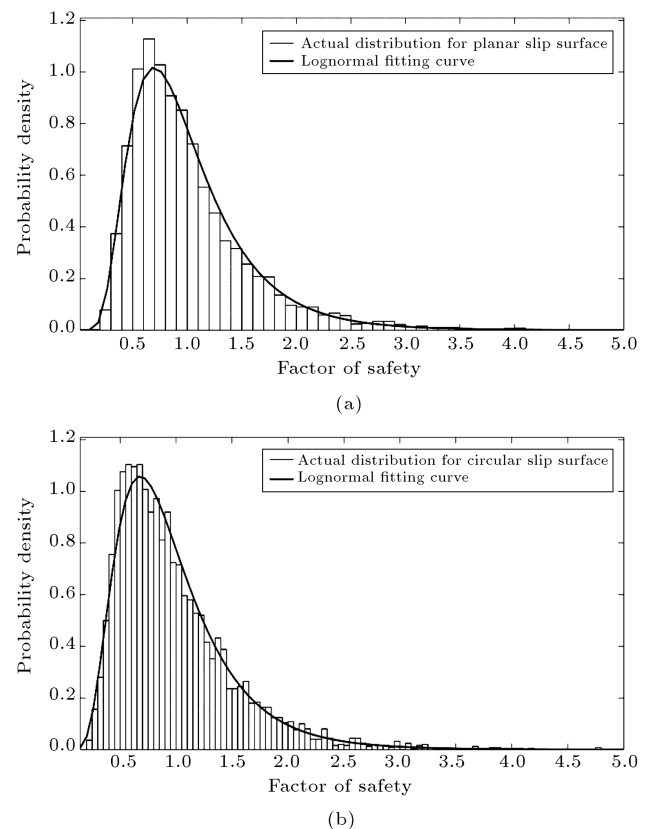 1.2
1.0
0.8
0.6
0.4
0.2
0.0
Probability density
Actual distribution for planar slip surface
Lognormal fitting curve
0.5 1.0 1.5 2.0 2.5 3.0 3.5 4.0 4.5 5.0
Factor of safety
(a)
1.2
1.0
0.8
0.6
0.4
0.2
0.0
Probability density
Actual distribution for circular slip surface
Lognormal fitting curve
0.5 1.0 1.5 2.0 2.5 3.0 3.5 4.0 4.5 5.0
Factor of safety
(b)